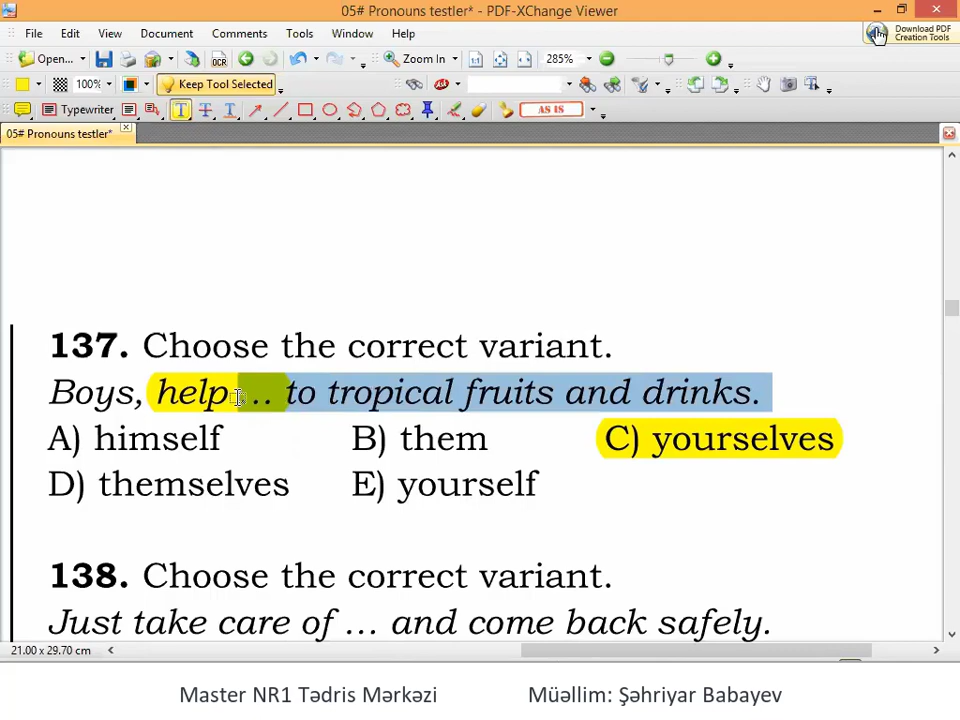 05# Pronouns testler* - PDF-XChange Viewer
File Edit View Document Comments Tools Window Help
Download PDF
Creation Tools
Open... OCR Zoom In 285%
100% Keep Tool Selected
Typewriter AS IS
05# Pronouns testler*
137. Choose the correct variant.
Boys, help ... to tropical fruits and drinks.
A) himself B) them C) yourselves
D) themselves E) yourself
138. Choose the correct variant.
Just take care of ... and come back safely.
21.00 x 29.70 cm
Master NR1 Tədris Mərkəzi Müəllim: Şəhriyar Babayev